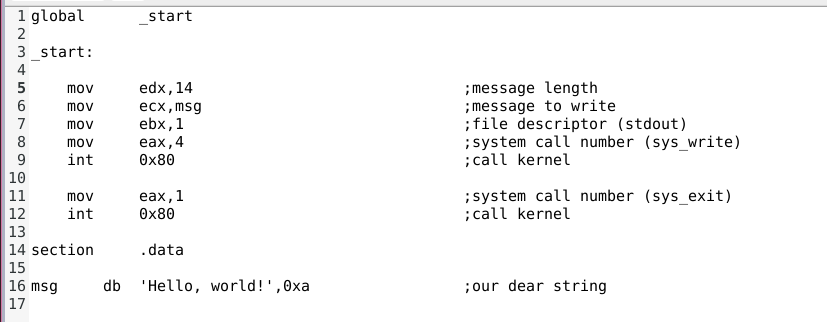 1 global      _start
2
3 _start:
4
5     mov     edx,14                              ;message length
6     mov     ecx,msg                             ;message to write
7     mov     ebx,1                               ;file descriptor (stdout)
8     mov     eax,4                               ;system call number (sys_write)
9     int     0x80                                ;call kernel
10
11     mov     eax,1                               ;system call number (sys_exit)
12     int     0x80                                ;call kernel
13
14 section     .data
15
16 msg     db  'Hello, world!',0xa                 ;our dear string
17